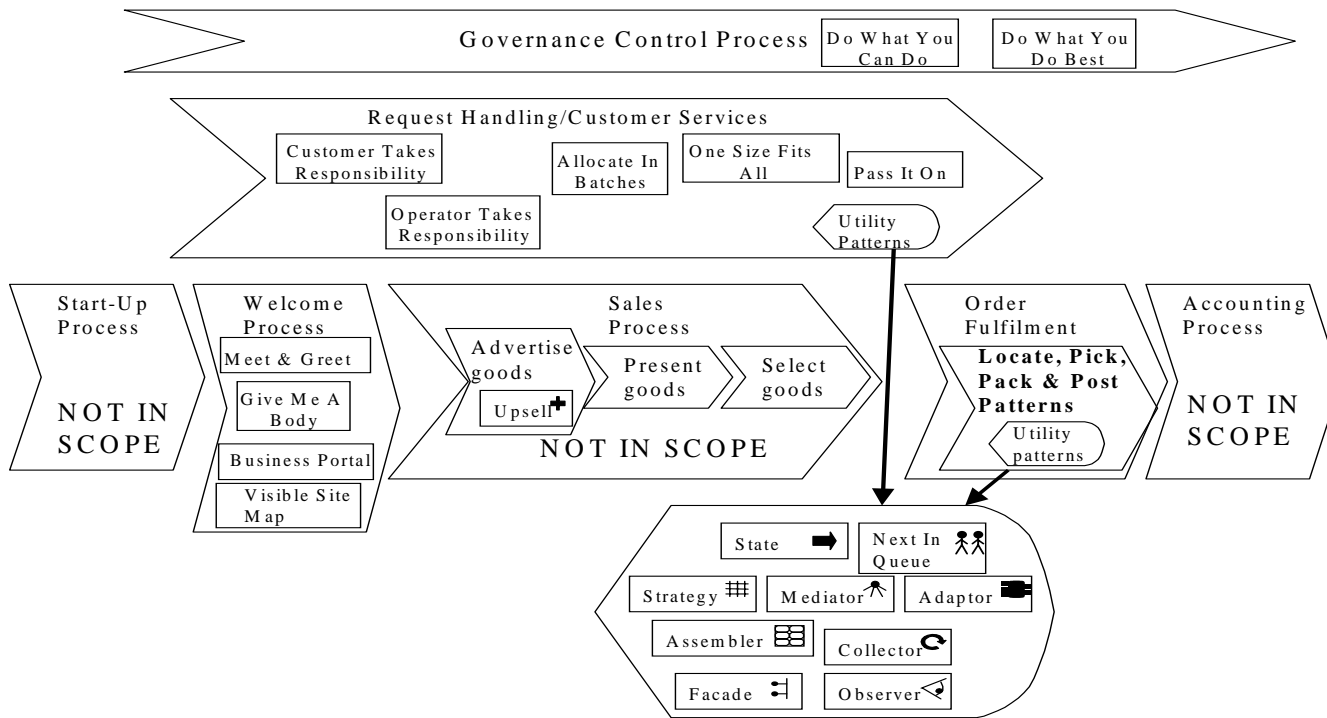 Governance Control Process
Do What You
Can Do
Do What You
Do Best
Request Handling/Customer Services
Customer Takes
Responsibility
Operator Takes
Responsibility
Allocate In
Batches
One Size Fits
All
Pass It On
Utility
Patterns
Start-Up
Process
NOT IN
SCOPE
Welcome
Process
Meet & Greet
Give Me A
Body
Business Portal
Visible Site
Map
Sales
Process
Advertise
goods
Upsell
Present
goods
Select
goods
NOT IN SCOPE
Order
Fulfilment
Locate, Pick,
Pack & Post
Patterns
Utility
patterns
Accounting
Process
NOT IN
SCOPE
State
Next In
Queue
Strategy
Mediator
Adaptor
Assembler
Collector
Facade
Observer